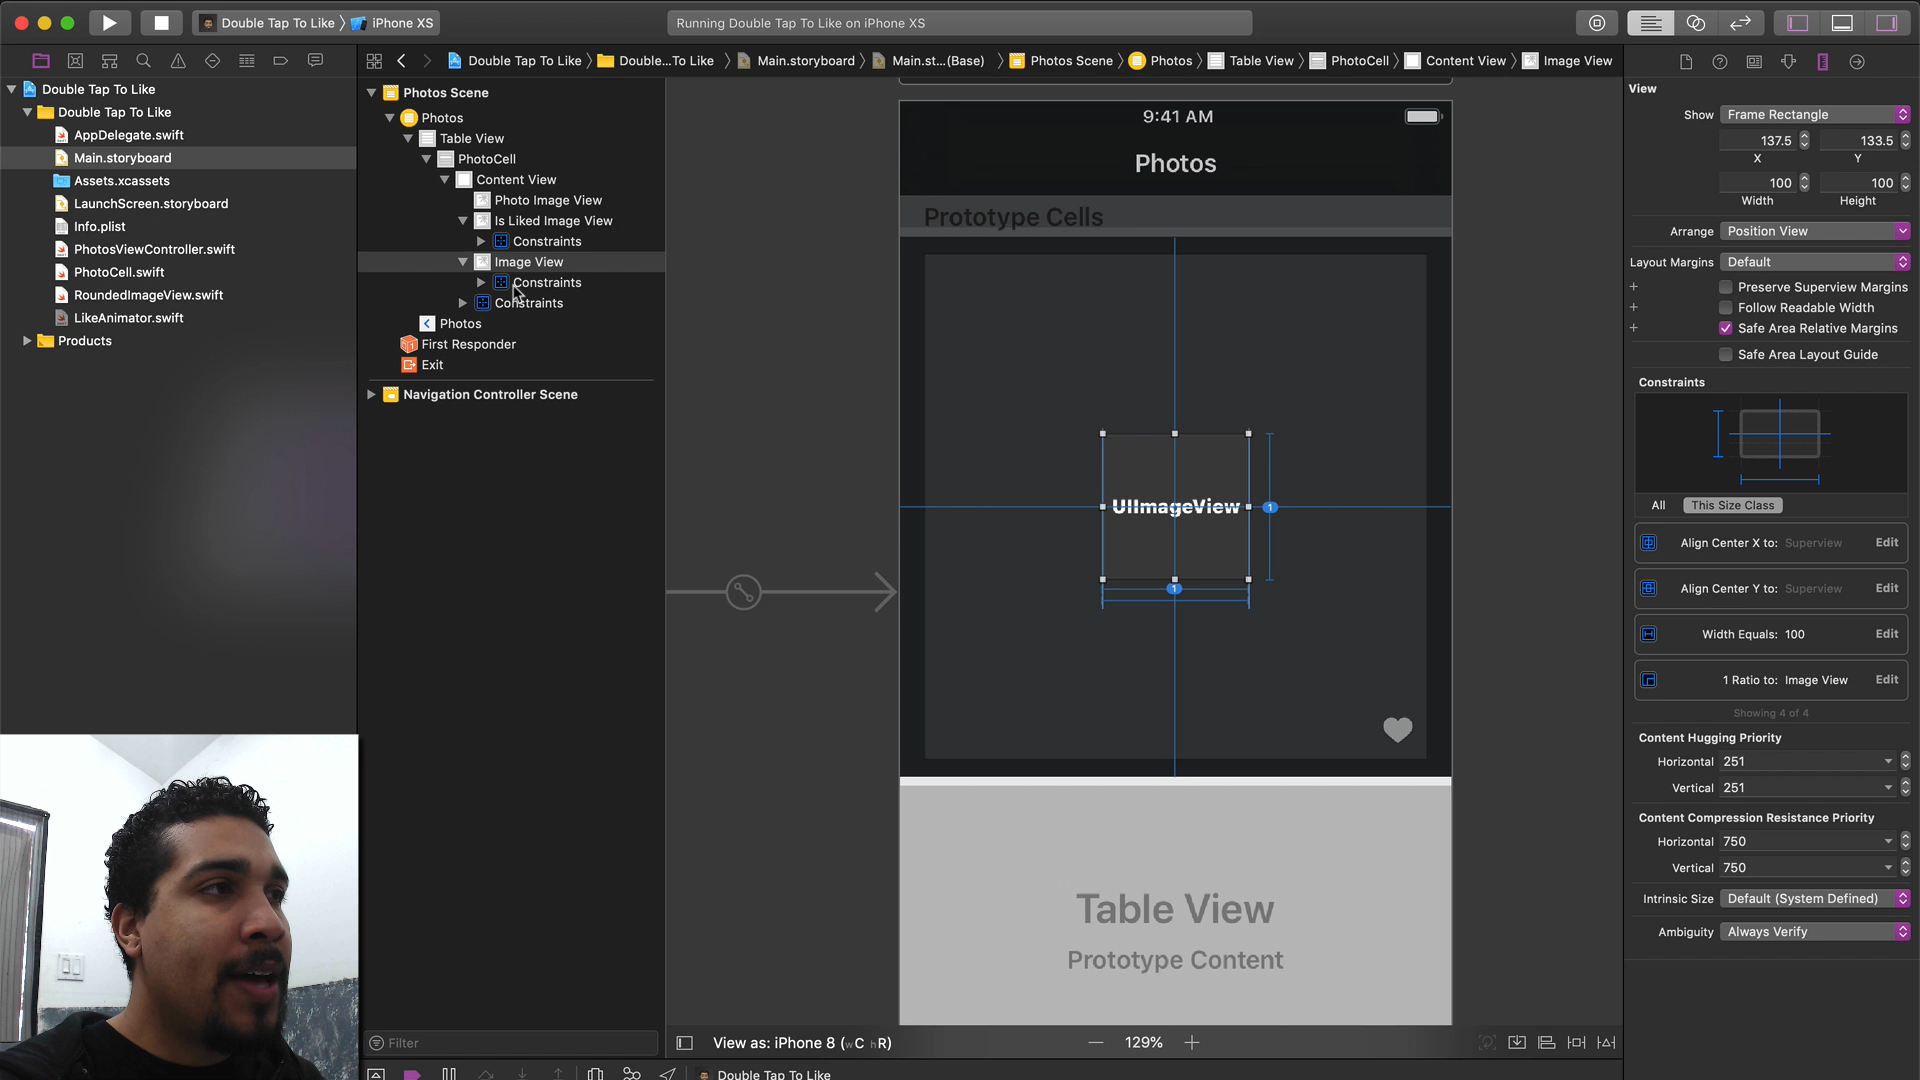 Double Tap To Like
iPhone XS
Running Double Tap To Like on iPhone XS
Double Tap To Like
Double...To Like
Main.storyboard
Main.st...(Base)
Photos Scene
Photos
Table View
PhotoCell
Content View
Image View
Double Tap To Like
Double Tap To Like
AppDelegate.swift
Main.storyboard
Assets.xcassets
LaunchScreen.storyboard
Info.plist
PhotosViewController.swift
PhotoCell.swift
RoundedImageView.swift
LikeAnimator.swift
Products
Photos Scene
Photos
Table View
PhotoCell
Content View
Photo Image View
Is Liked Image View
Constraints
Image View
Constraints
Constraints
Photos
First Responder
Exit
Navigation Controller Scene
Filter
9:41 AM
Photos
Prototype Cells
UIImageView
1
1
Table View
Prototype Content
View as: iPhone 8 (wC hR)
129%
Double Tap To Like
View
Show Frame Rectangle
137.5 133.5
X Y
100 100
Width Height
Arrange Position View
Layout Margins Default
Preserve Superview Margins
Follow Readable Width
Safe Area Relative Margins
Safe Area Layout Guide
Constraints
All This Size Class
Align Center X to: Superview Edit
Align Center Y to: Superview Edit
Width Equals: 100 Edit
1 Ratio to: Image View Edit
Showing 4 of 4
Content Hugging Priority
Horizontal 251
Vertical 251
Content Compression Resistance Priority
Horizontal 750
Vertical 750
Intrinsic Size Default (System Defined)
Ambiguity Always Verify